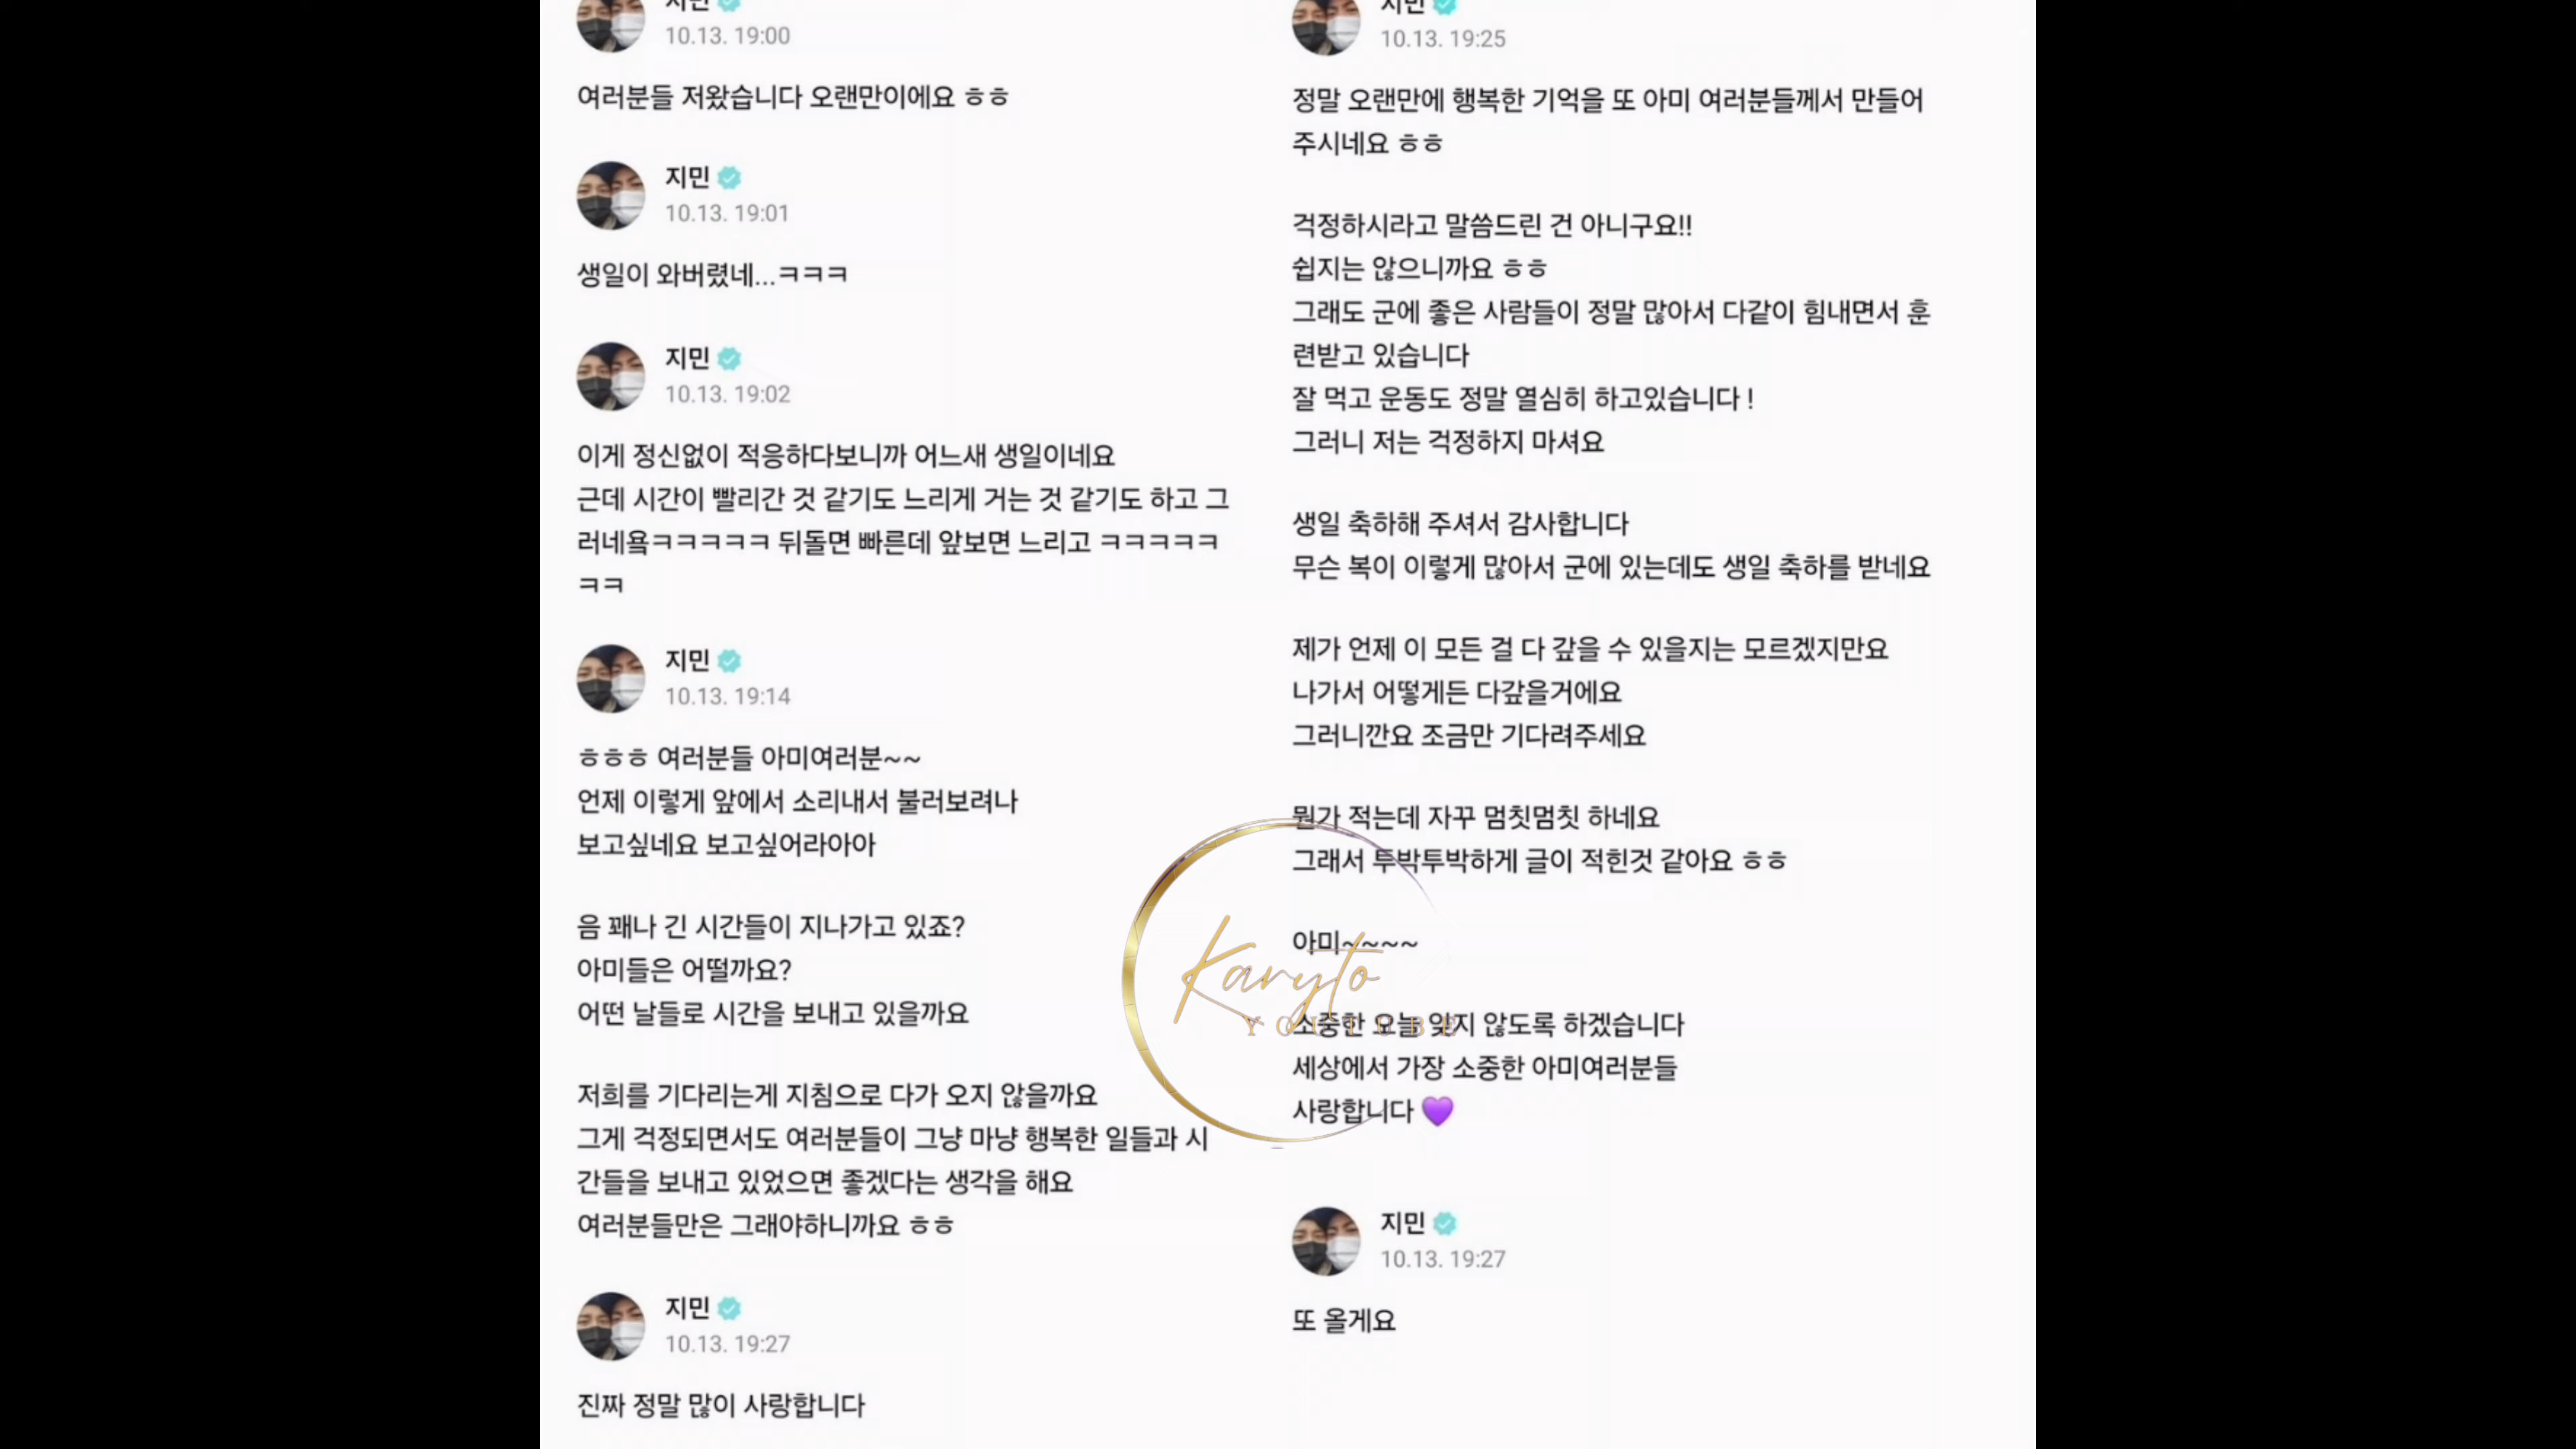 지민
10.13. 19:00
여러분들 저왔습니다 오랜만이에요 ㅎㅎ
지민
10.13. 19:01
생일이 와버렸네...ㅋㅋㅋ
지민
10.13. 19:02
이게 정신없이 적응하다보니까 어느새 생일이네요
근데 시간이 빨리간 것 같기도 느리게 거는 것 같기도 하고 그
러네욬ㅋㅋㅋㅋㅋ 뒤돌면 빠른데 앞보면 느리고 ㅋㅋㅋㅋㅋ
ㅋㅋ
지민
10.13. 19:14
ㅎㅎㅎ 여러분들 아미여러분~~
언제 이렇게 앞에서 소리내서 불러보려나
보고싶네요 보고싶어라아아
음 꽤나 긴 시간들이 지나가고 있죠?
아미들은 어떨까요?
어떤 날들로 시간을 보내고 있을까요
저희를 기다리는게 지침으로 다가 오지 않을까요
그게 걱정되면서도 여러분들이 그냥 마냥 행복한 일들과 시
간들을 보내고 있었으면 좋겠다는 생각을 해요
여러분들만은 그래야하니까요 ㅎㅎ
지민
10.13. 19:27
진짜 정말 많이 사랑합니다
지민
10.13. 19:25
정말 오랜만에 행복한 기억을 또 아미 여러분들께서 만들어
주시네요 ㅎㅎ
걱정하시라고 말씀드린 건 아니구요!!
쉽지는 않으니까요 ㅎㅎ
그래도 군에 좋은 사람들이 정말 많아서 다같이 힘내면서 훈
련받고 있습니다
잘 먹고 운동도 정말 열심히 하고있습니다 !
그러니 저는 걱정하지 마셔요
생일 축하해 주셔서 감사합니다
무슨 복이 이렇게 많아서 군에 있는데도 생일 축하를 받네요
제가 언제 이 모든 걸 다 갚을 수 있을지는 모르겠지만요
나가서 어떻게든 다갚을거에요
그러니깐요 조금만 기다려주세요
뭔가 적는데 자꾸 멈칫멈칫 하네요
그래서 투박투박하게 글이 적힌것 같아요 ㅎㅎ
아미~~~~
소중한 오늘 잊지 않도록 하겠습니다
세상에서 가장 소중한 아미여러분들
사랑합니다 💜
지민
10.13. 19:27
또 올게요
Karyto
YOUTUBE